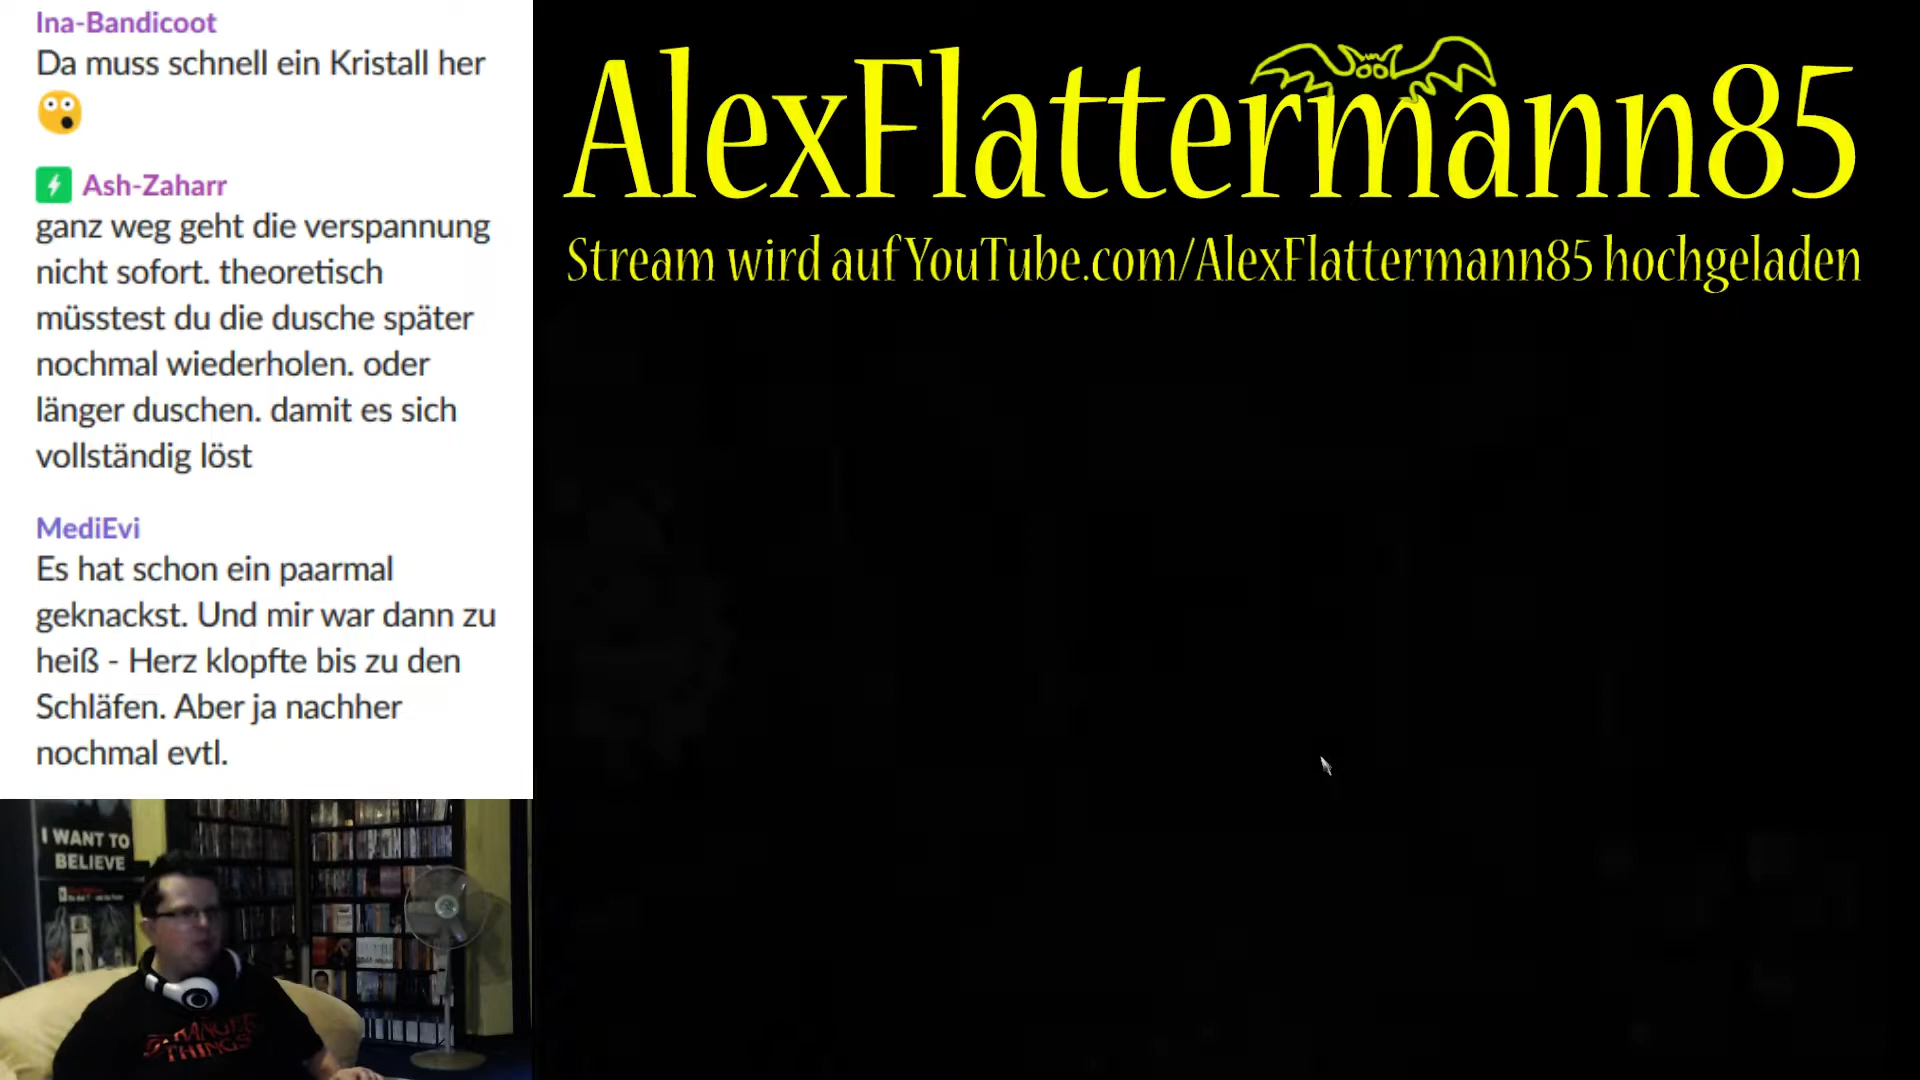 Ina-Bandicoot
Da muss schnell ein Kristall her
Ash-Zaharr
ganz weg geht die verspannung
nicht sofort. theoretisch
müsstest du die dusche später
nochmal wiederholen. oder
länger duschen. damit es sich
vollständig löst
MediEvi
Es hat schon ein paarmal
geknackst. Und mir war dann zu
heiß - Herz klopfte bis zu den
Schläfen. Aber ja nachher
nochmal evtl.
AlexFlattermann85
Stream wird auf YouTube.com/AlexFlattermann85 hochgeladen
I WANT TO
BELIEVE
STRANGER
THINGS